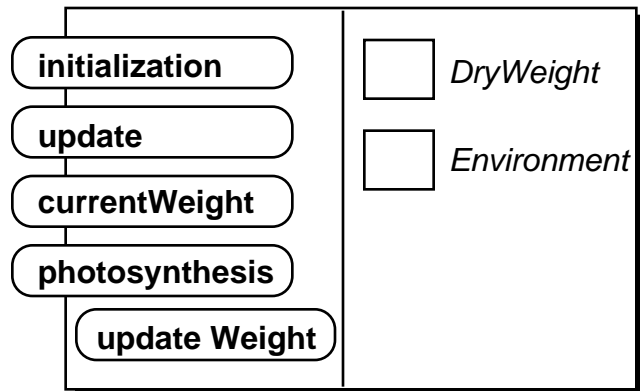 initialization
update
currentWeight
photosynthesis
update Weight
DryWeight
Environment